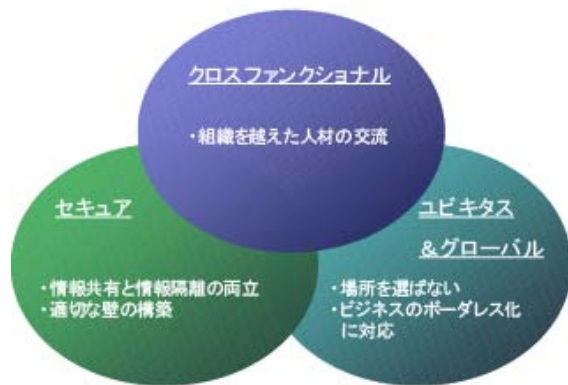 クロスファンクショナル
・組織を越えた人材の交流
セキュア
・情報共有と情報隔離の両立
・適切な壁の構築
ユビキタス
&グローバル
・場所を選ばない
・ビジネスのボーダレス化
に対応